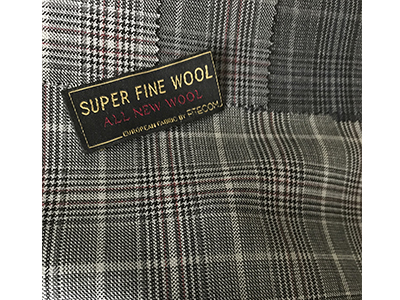 SUPER FINE WOOL
ALL NEW WOOL
EUROPEAN FABRIC BY